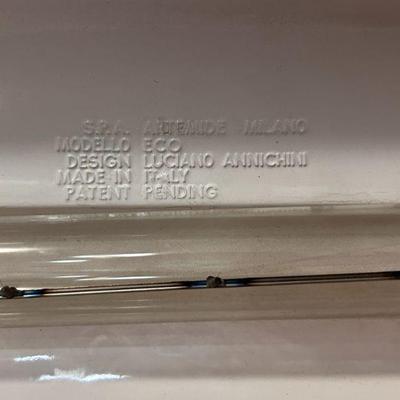 S.P.A. ARTEMIDE MILANO
MODELLO ECO
DESIGN LUCIANO ANNICHINI
MADE IN ITALY
PATENT PENDING